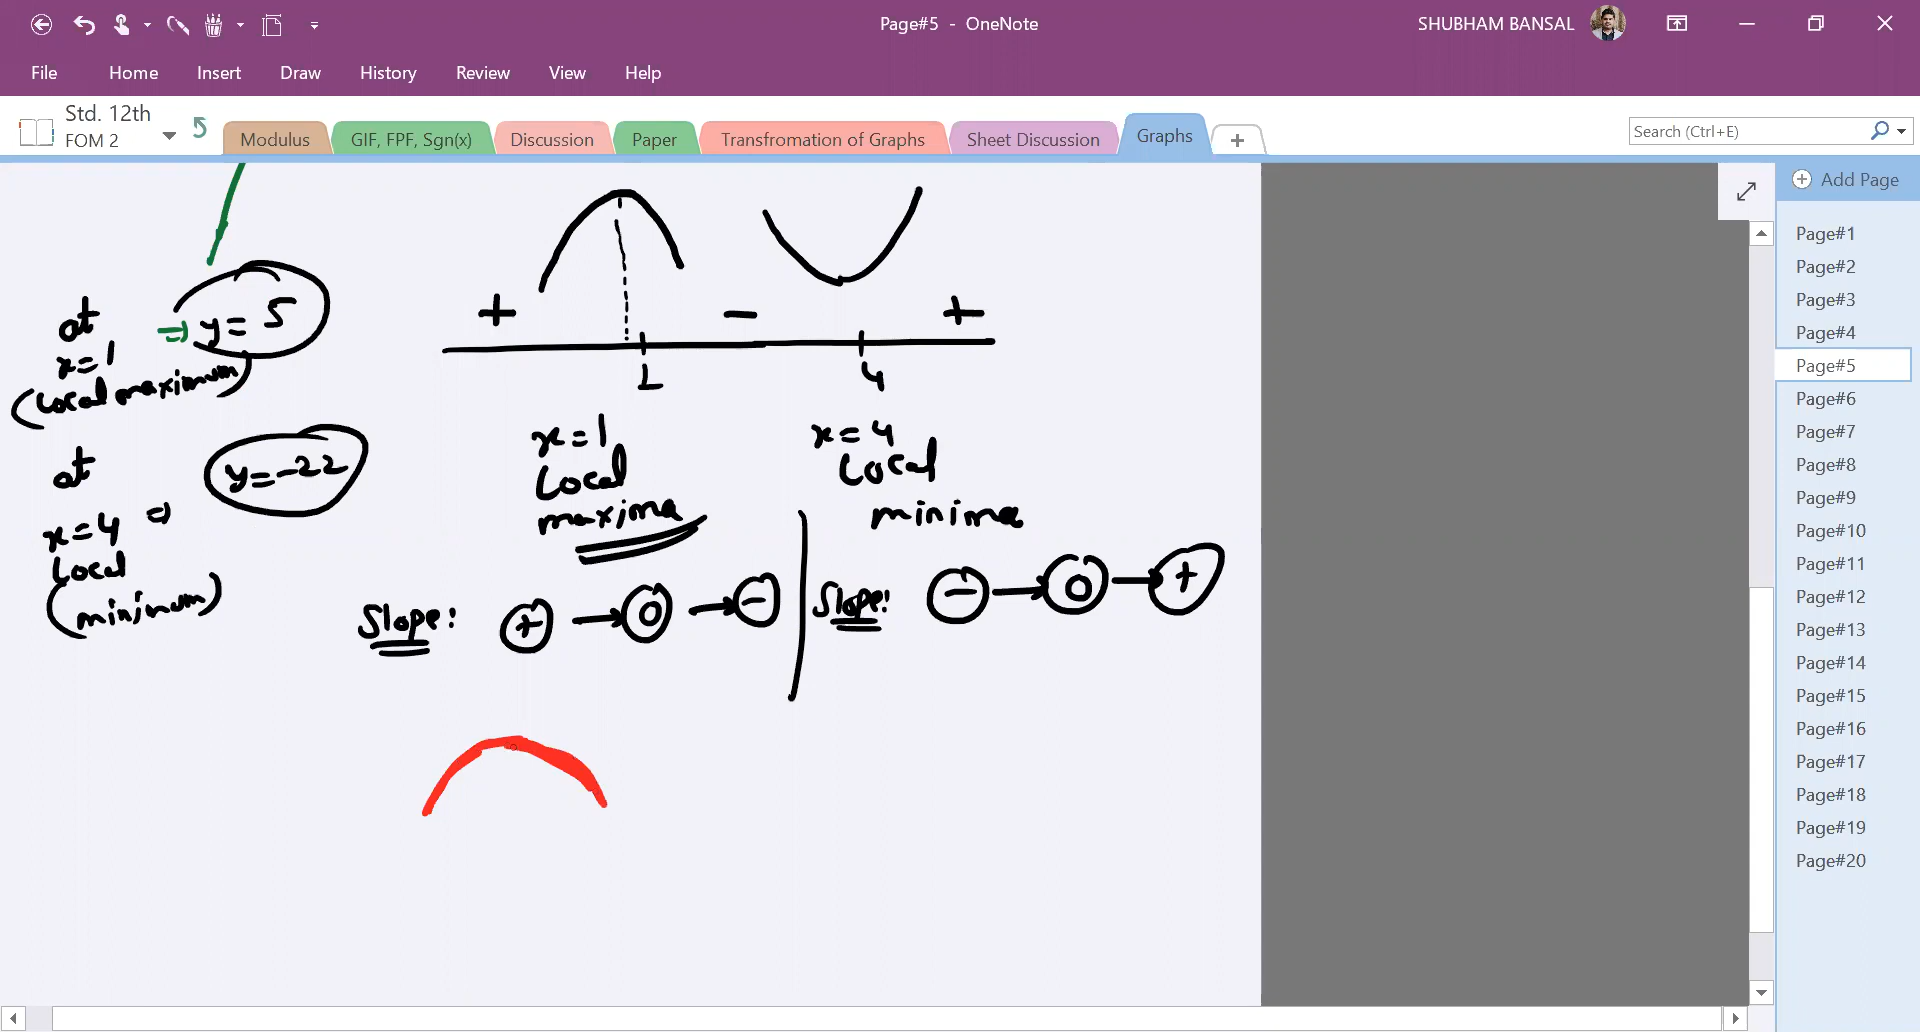 Page#5 - OneNote
SHUBHAM BANSAL
File Home Insert Draw History Review View Help
Std. 12th
FOM 2
Modulus
GIF, FPF, Sgn(x)
Discussion
Paper
Transfromation of Graphs
Sheet Discussion
Graphs
+
Search (Ctrl+E)
Add Page
Page#1
Page#2
Page#3
Page#4
Page#5
Page#6
Page#7
Page#8
Page#9
Page#10
Page#11
Page#12
Page#13
Page#14
Page#15
Page#16
Page#17
Page#18
Page#19
Page#20
at ⇒ y = 5
x = 1
(Local maximum)
at y = -22
x = 4 ⇒
Local
(minimum)
+ - +
1 4
x = 1
Local
maxima
x = 4
Local
minima
Slope: + → 0 → -
Slope: - → 0 → +